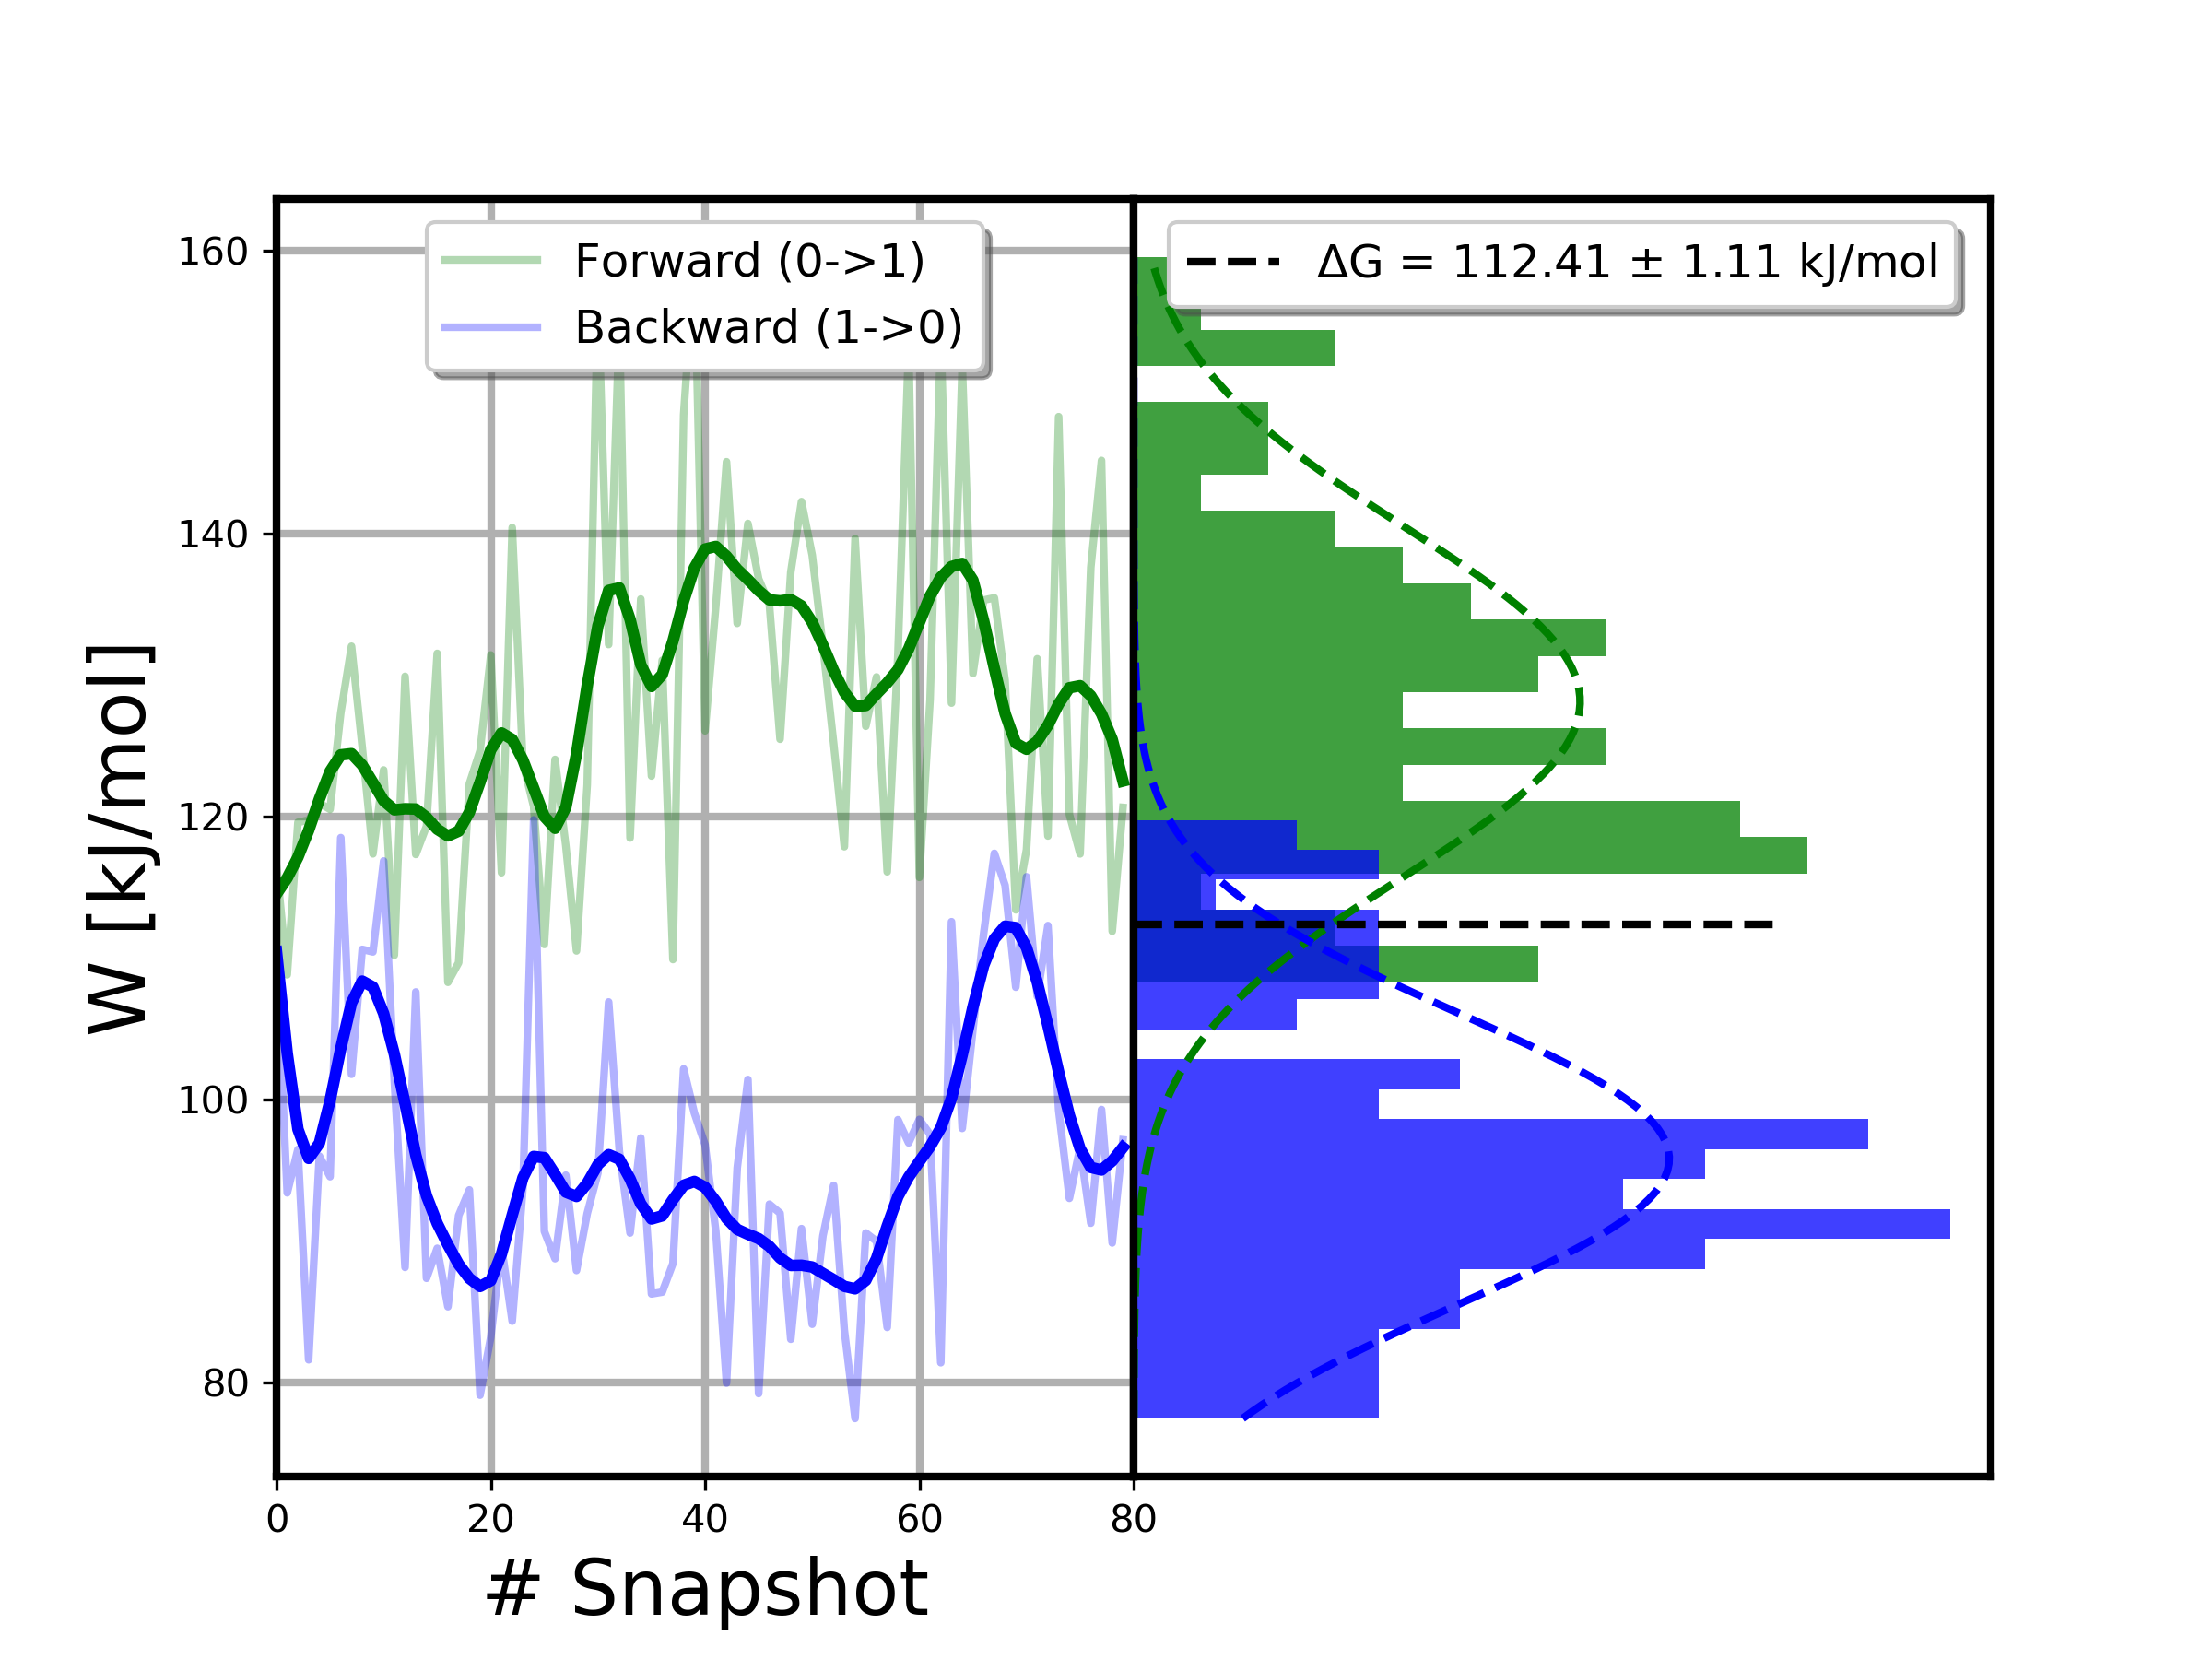 160
140
120
100
80
W [kJ/mol]
Forward (0->1)
Backward (1->0)
ΔG = 112.41 ± 1.11 kJ/mol
0 20 40 60 80
# Snapshot